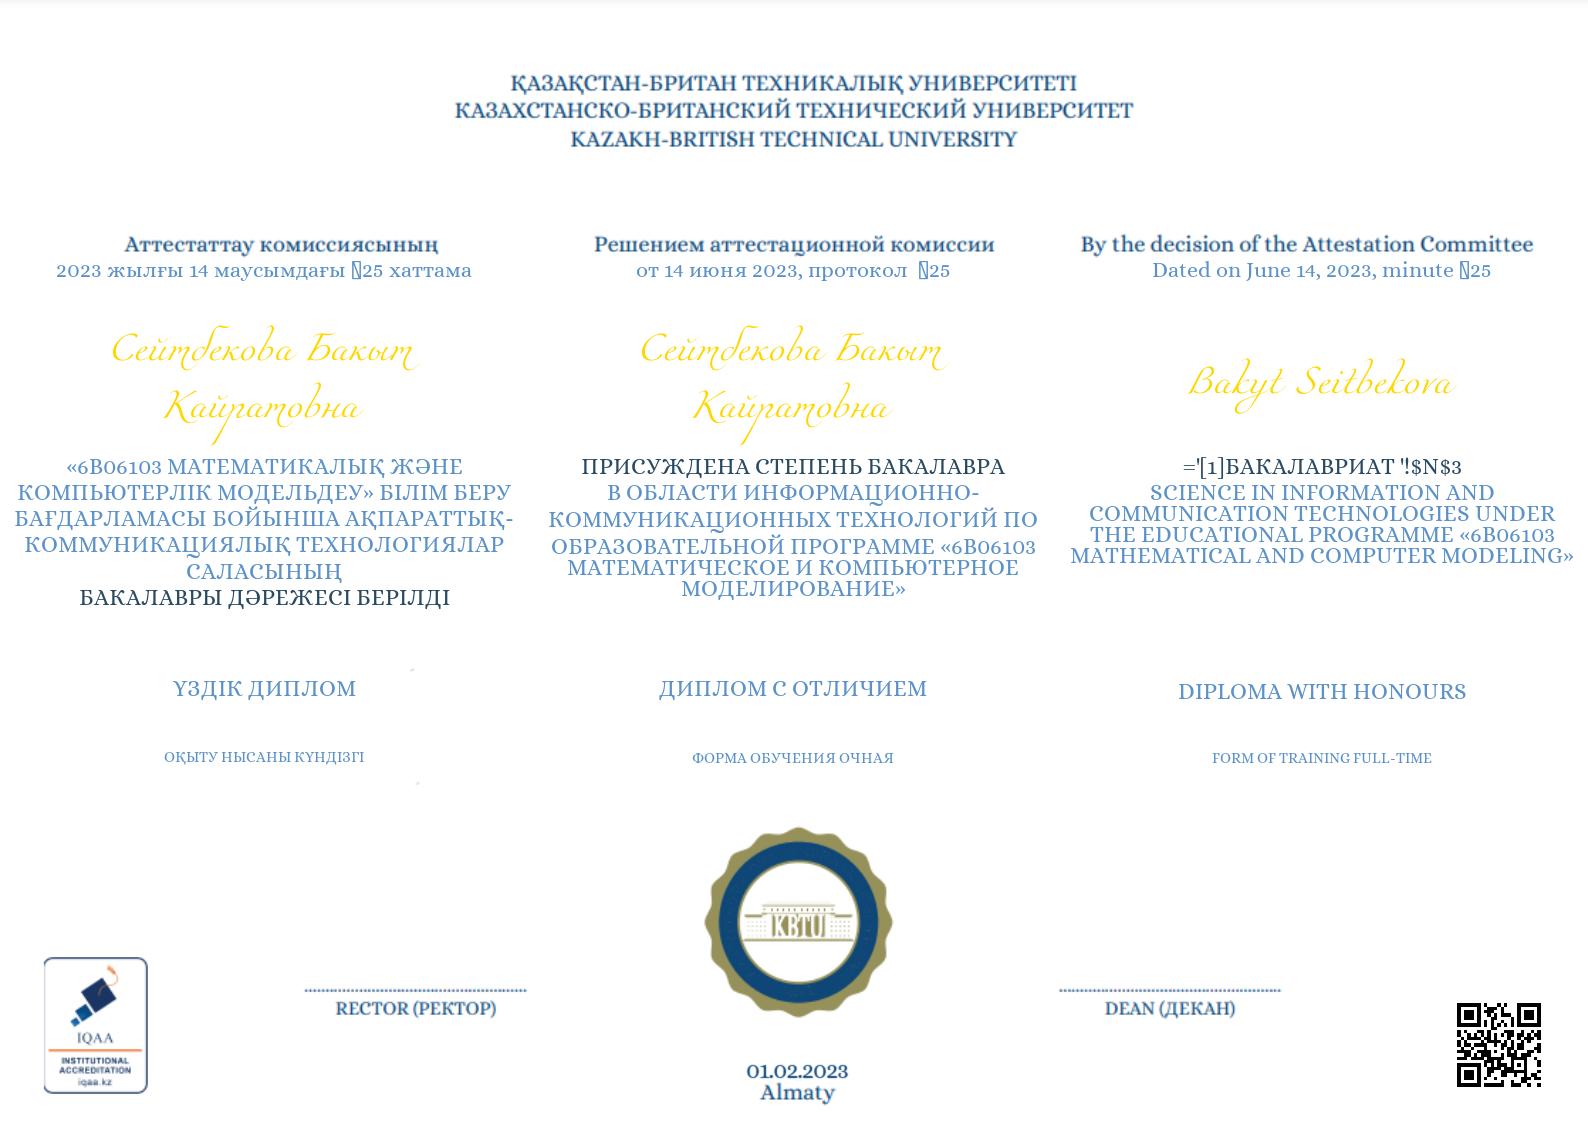 ҚАЗАҚСТАН-БРИТАН ТЕХНИКАЛЫҚ УНИВЕРСИТЕТІ
КАЗАХСТАНСКО-БРИТАНСКИЙ ТЕХНИЧЕСКИЙ УНИВЕРСИТЕТ
KAZAKH-BRITISH TECHNICAL UNIVERSITY
Аттестаттау комиссиясының
2023 жылғы 14 маусымдағы 25 хаттама
Сейтбекова Бакыт
Кайратовна
«6B06103 МАТЕМАТИКАЛЫҚ ЖӘНЕ
КОМПЬЮТЕРЛІК МОДЕЛЬДЕУ» БІЛІМ БЕРУ
БАҒДАРЛАМАСЫ БОЙЫНША АҚПАРАТТЫҚ-
КОММУНИКАЦИЯЛЫҚ ТЕХНОЛОГИЯЛАР
САЛАСЫНЫҢ
БАКАЛАВРЫ ДӘРЕЖЕСІ БЕРІЛДІ
ҮЗДІК ДИПЛОМ
ОҚЫТУ НЫСАНЫ КҮНДІЗГІ
Решением аттестационной комиссии
от 14 июня 2023, протокол 25
Сейтбекова Бакыт
Кайратовна
ПРИСУЖДЕНА СТЕПЕНЬ БАКАЛАВРА
В ОБЛАСТИ ИНФОРМАЦИОННО-
КОММУНИКАЦИОННЫХ ТЕХНОЛОГИЙ ПО
ОБРАЗОВАТЕЛЬНОЙ ПРОГРАММЕ «6B06103
МАТЕМАТИЧЕСКОЕ И КОМПЬЮТЕРНОЕ
МОДЕЛИРОВАНИЕ»
ДИПЛОМ С ОТЛИЧИЕМ
ФОРМА ОБУЧЕНИЯ ОЧНАЯ
By the decision of the Attestation Committee
Dated on June 14, 2023, minute 25
Bakyt Seitbekova
='[1]БАКАЛАВРИАТ '!$N$3
SCIENCE IN INFORMATION AND
COMMUNICATION TECHNOLOGIES UNDER
THE EDUCATIONAL PROGRAMME «6B06103
MATHEMATICAL AND COMPUTER MODELING»
DIPLOMA WITH HONOURS
FORM OF TRAINING FULL-TIME
KBTU
IQAA
INSTITUTIONAL
ACCREDITATION
iqaa.kz
RECTOR (РЕКТОР)
DEAN (ДЕКАН)
01.02.2023
Almaty